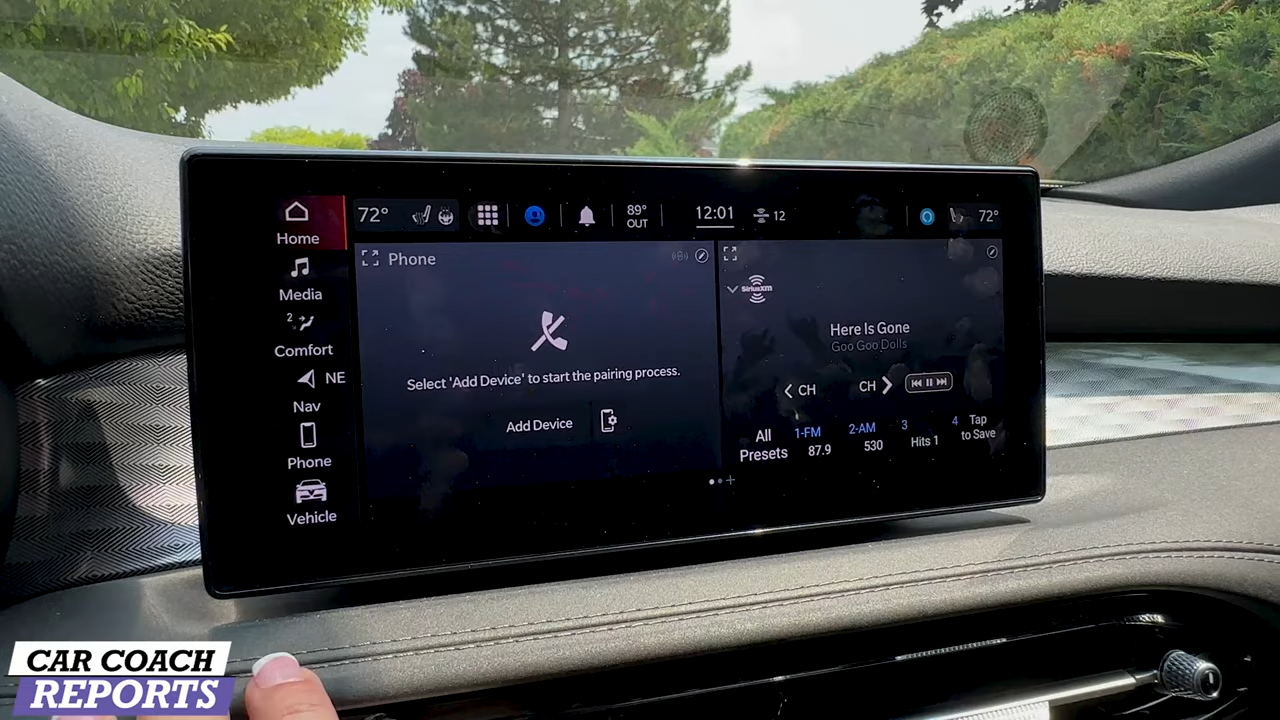 Home
72°
89°
OUT
12:01
12
72°
Media
2
Comfort
NE
Nav
Phone
Vehicle
Phone
Select 'Add Device' to start the pairing process.
Add Device
SiriusXM
Here Is Gone
Goo Goo Dolls
CH
CH
All
Presets
1-FM
87.9
2-AM
530
3
Hits 1
4
Tap
to Save
CAR COACH
REPORTS